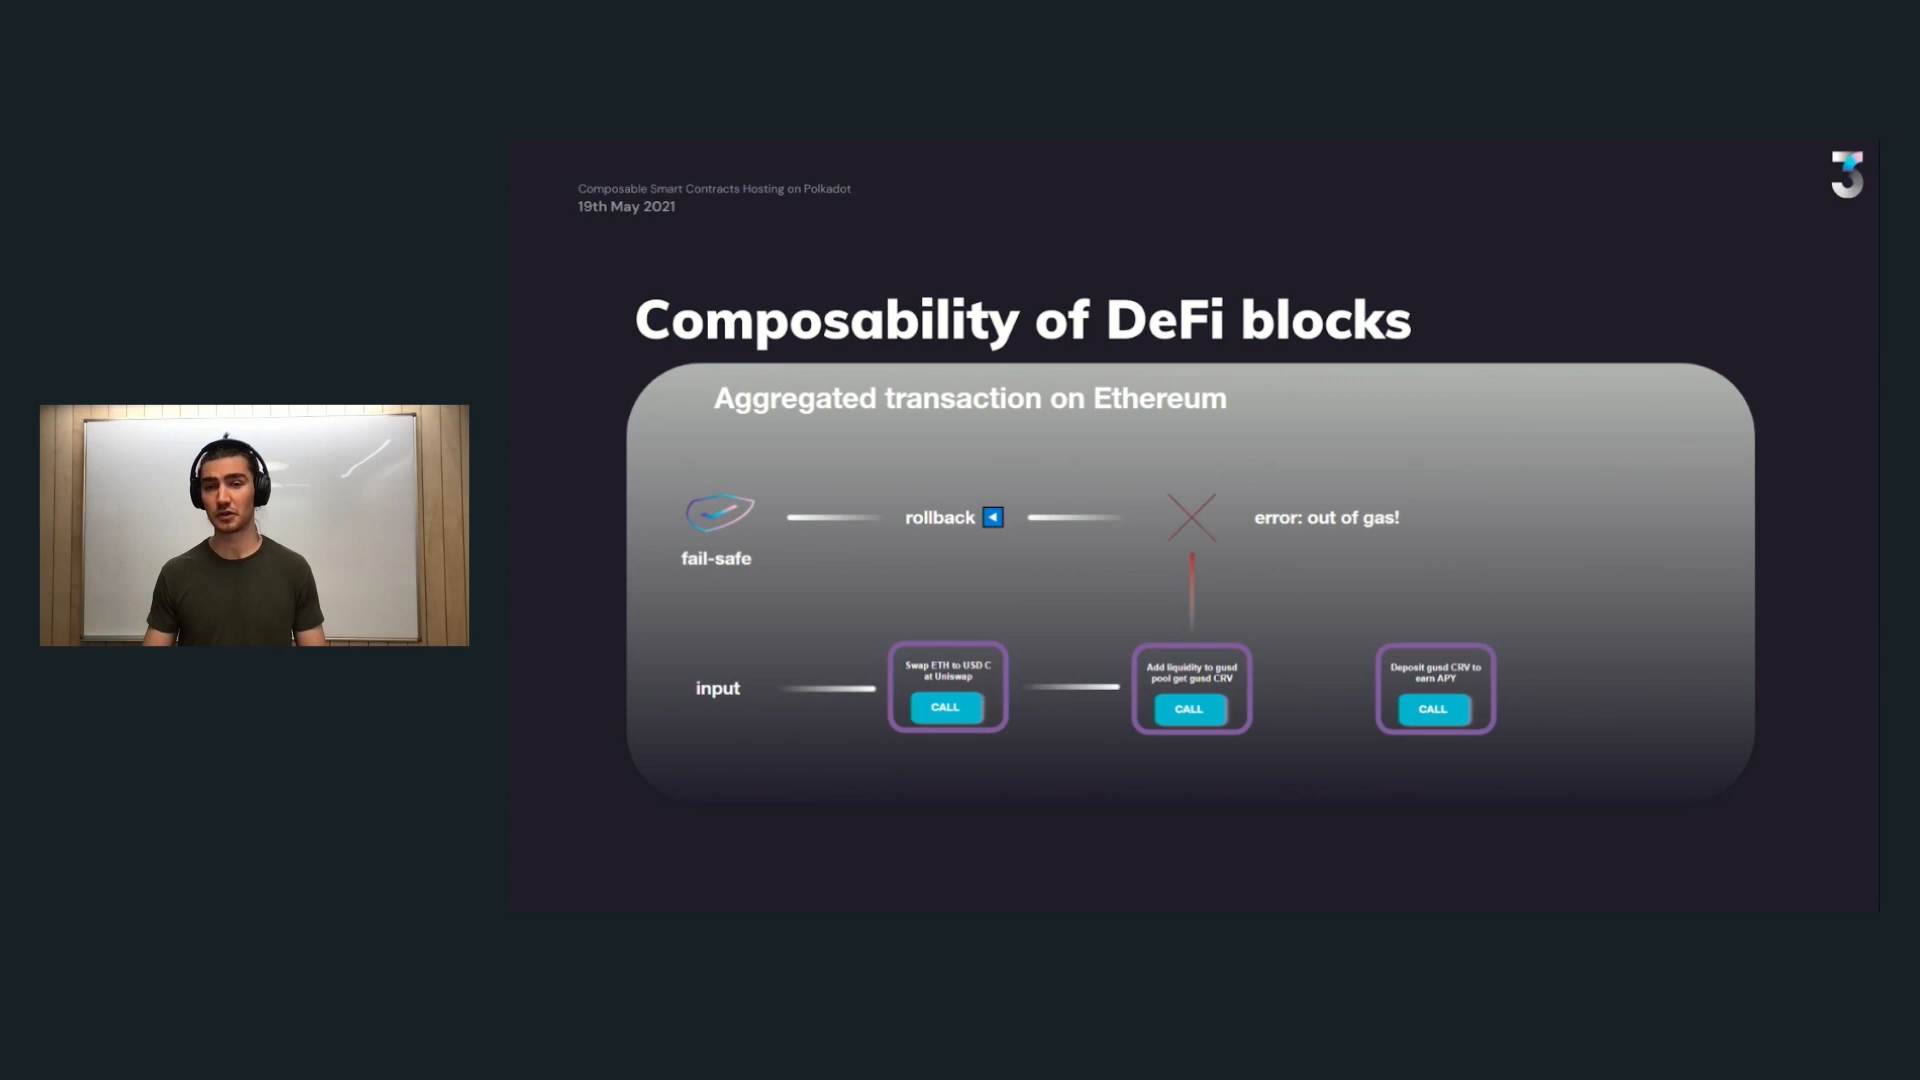 Composable Smart Contracts Hosting on Polkadot
19th May 2021
3
Composability of DeFi blocks
Aggregated transaction on Ethereum
rollback
error: out of gas!
fail-safe
input
Swap ETH to USD C
at Uniswap
CALL
Add liquidity to gusd
pool get gusd CRV
CALL
Deposit gusd CRV to
earn APY
CALL